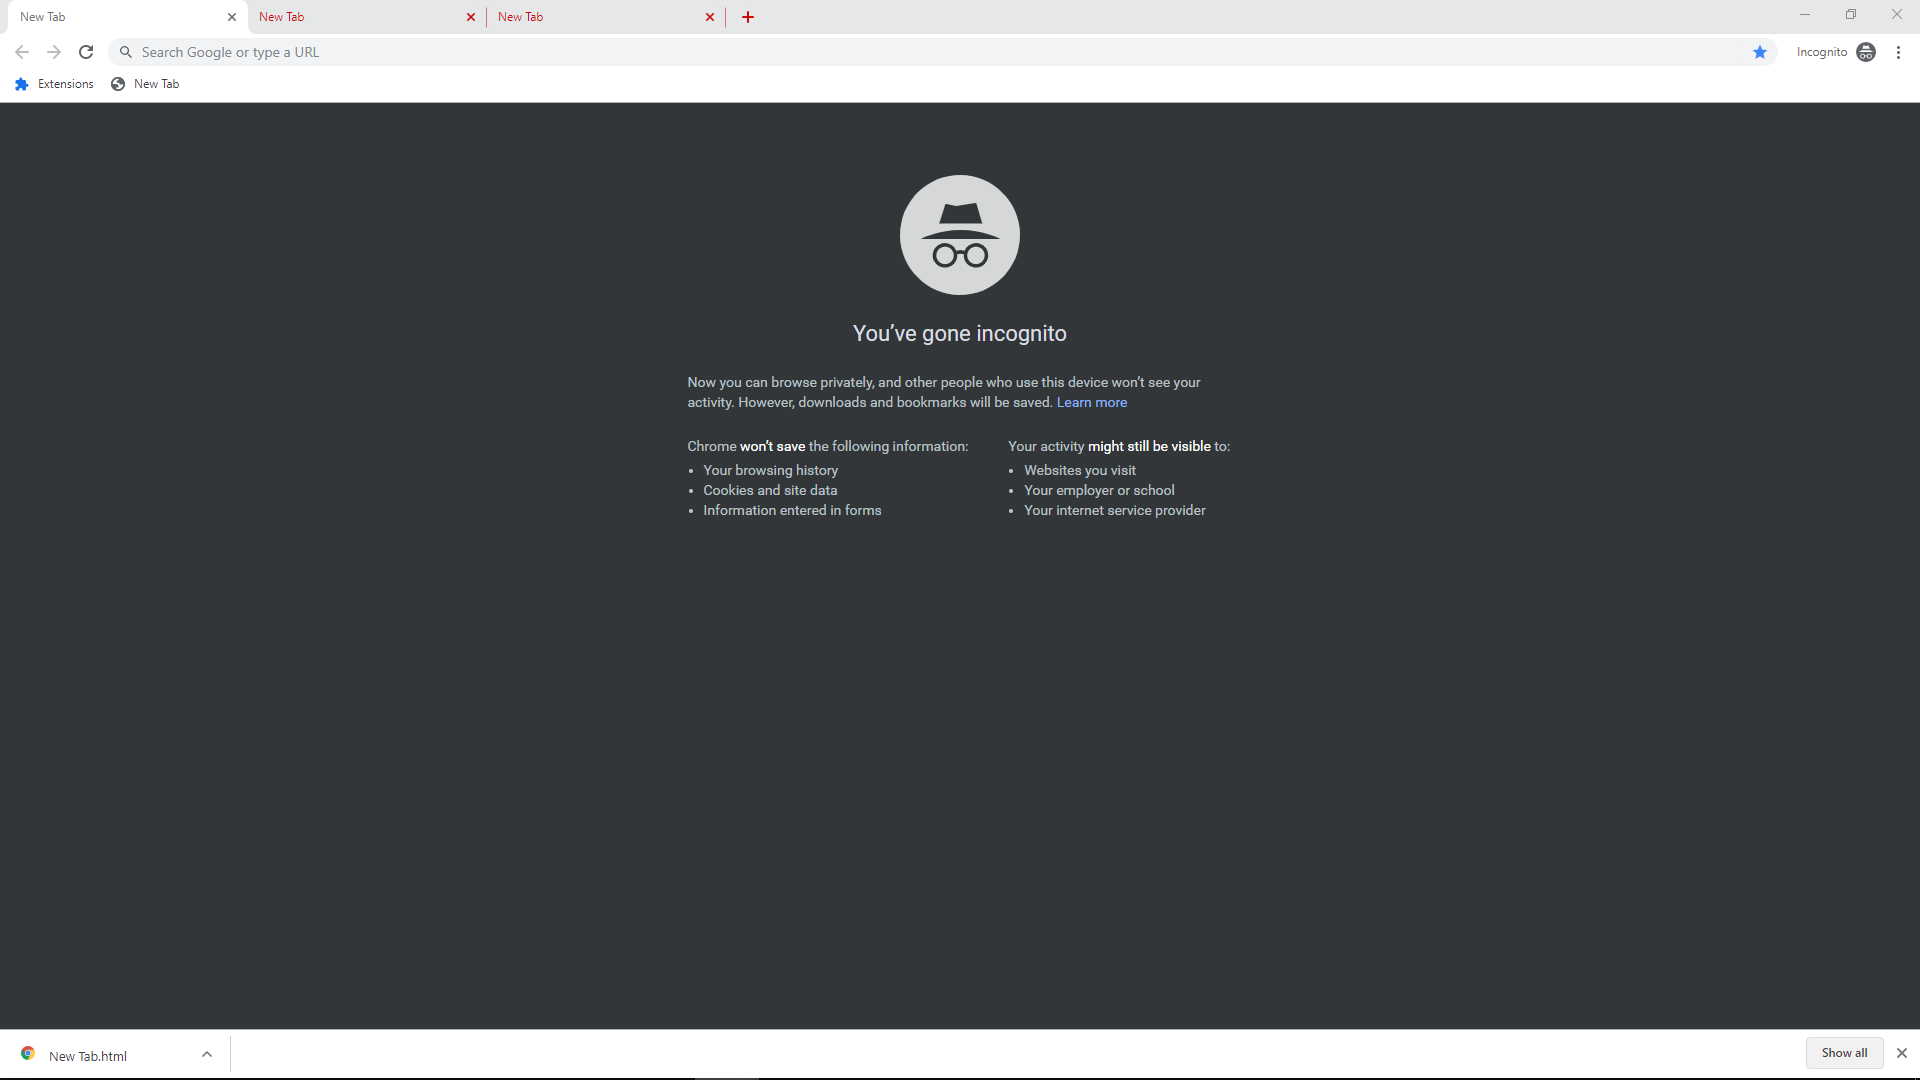 New Tab
New Tab
New Tab
Search Google or type a URL
Incognito
Extensions
New Tab
You've gone incognito
Now you can browse privately, and other people who use this device won't see your
activity. However, downloads and bookmarks will be saved. Learn more
Chrome won't save the following information:
• Your browsing history
• Cookies and site data
• Information entered in forms
Your activity might still be visible to:
• Websites you visit
• Your employer or school
• Your internet service provider
New Tab.html
Show all